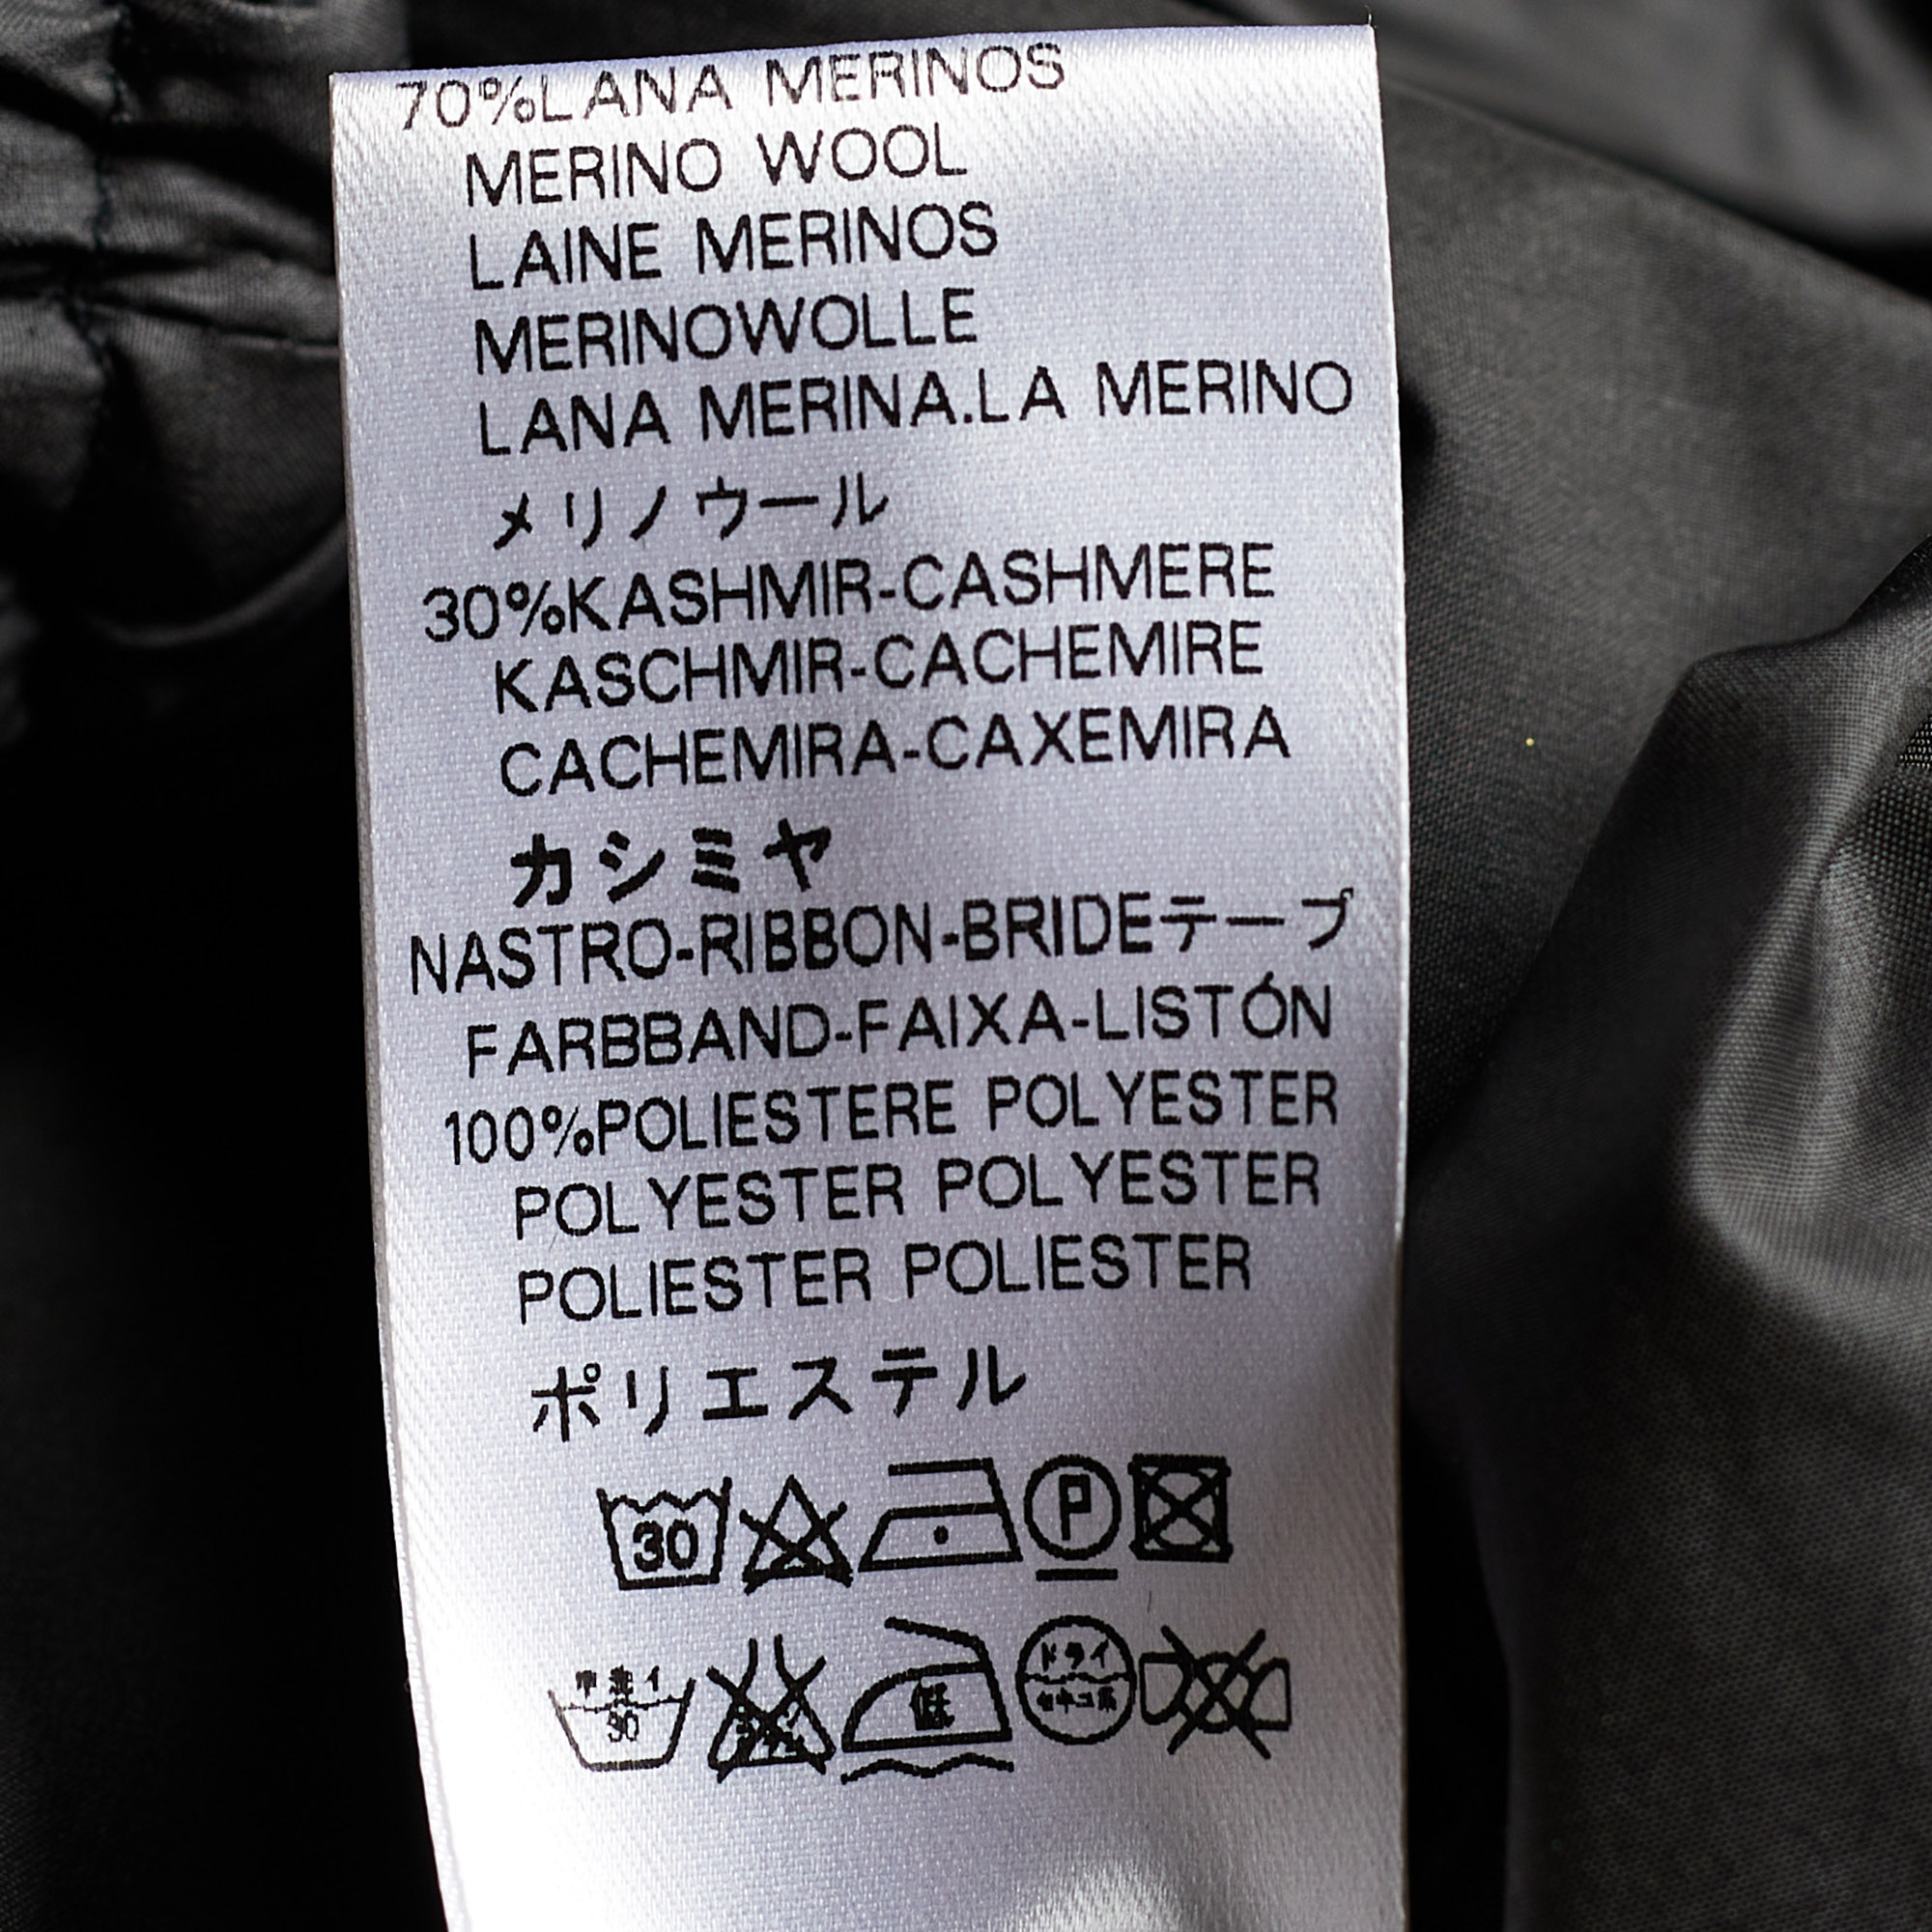 70%LANA MERINOS
MERINO WOOL
LAINE MERINOS
MERINOWOLLE
LANA MERINA.LA MERINO
メリノウール
30%KASHMIR-CASHMERE
KASCHMIR-CACHEMIRE
CACHEMIRA-CAXEMIRA
カシミヤ
NASTRO-RIBBON-BRIDEテープ
FARBBAND-FAIXA-LISTÓN
100%POLIESTERE POLYESTER
POLYESTER POLYESTER
POLIESTER POLIESTER
ポリエステル
30 P
30 低 ドライ